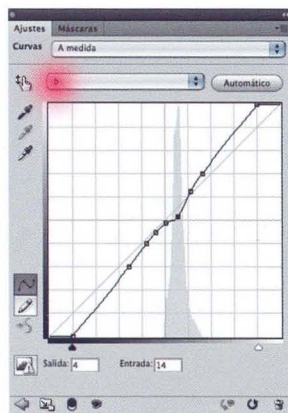 Ajustes Máscaras
Curvas A medida
b Automático
Salida: 4 Entrada: 14